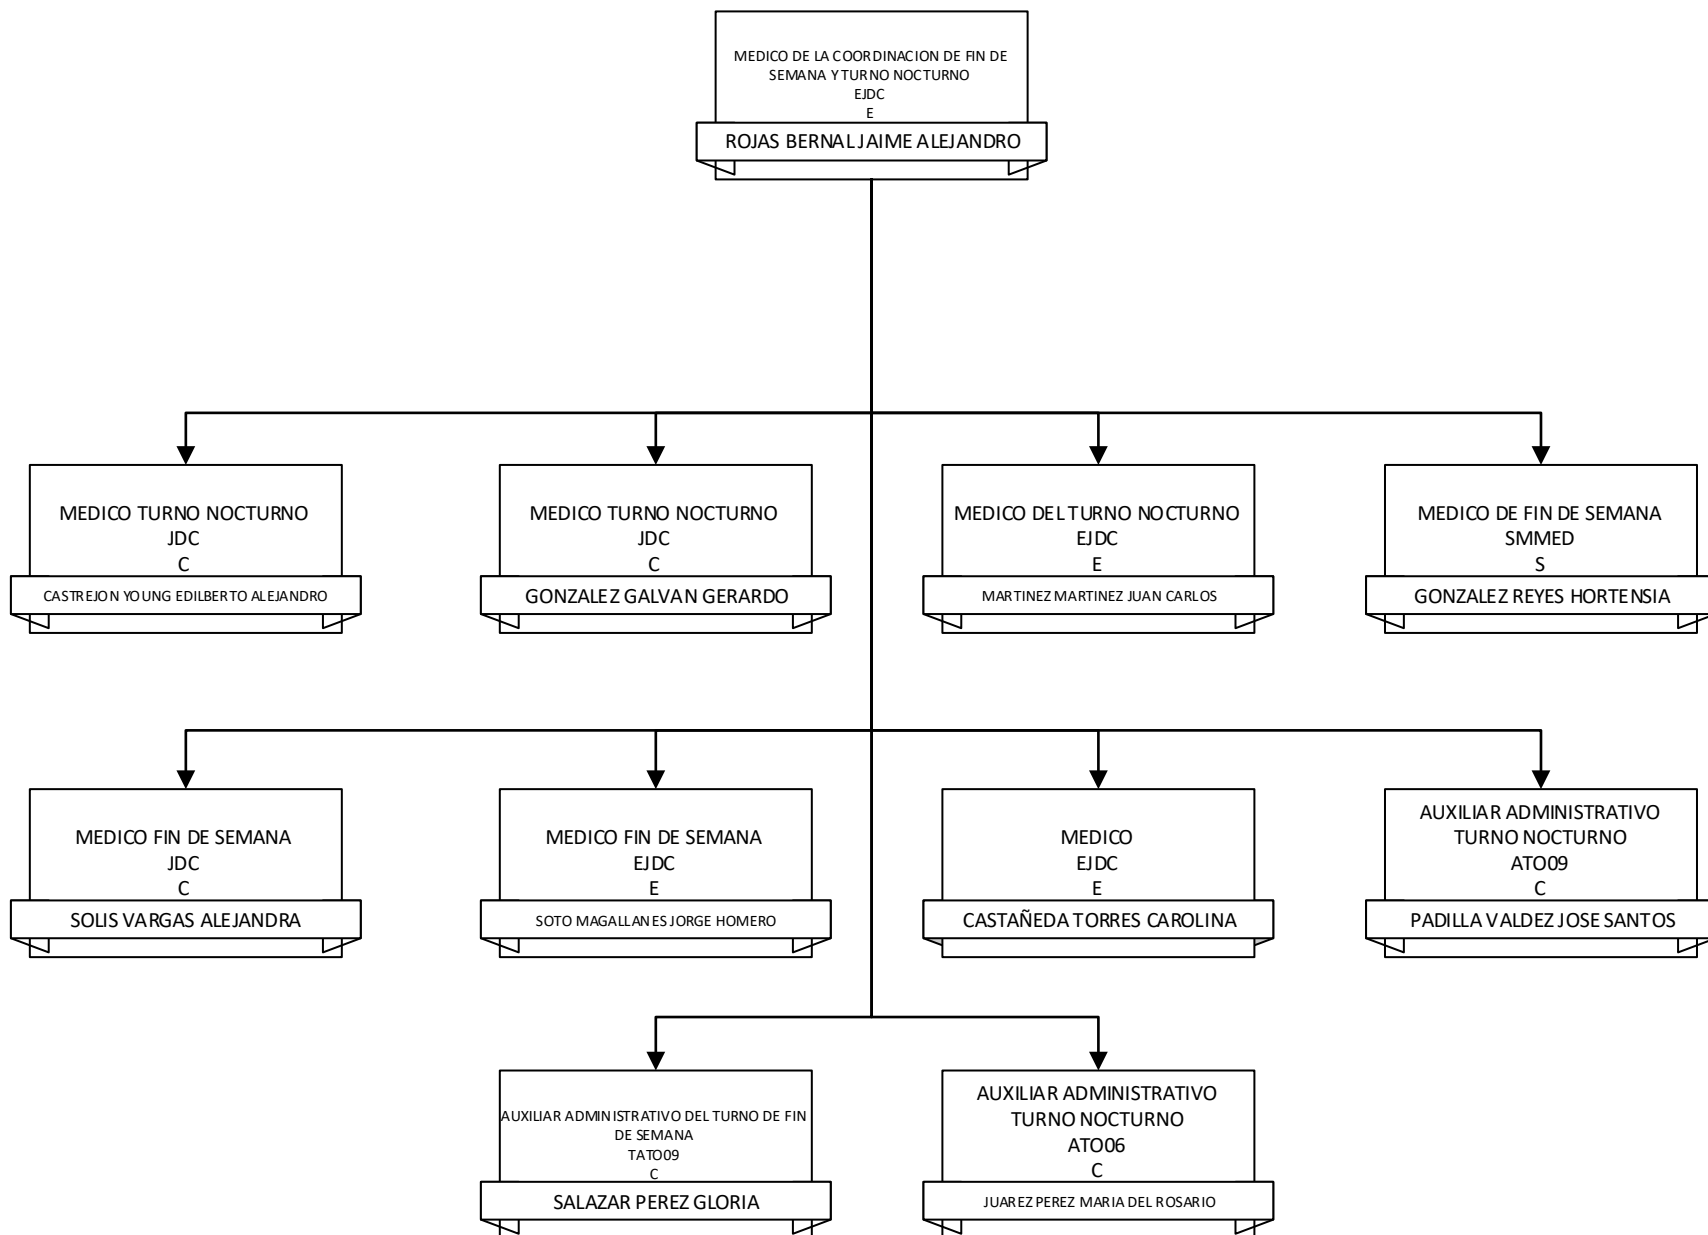 MEDICO DE LA COORDINACION DE FIN DE
SEMANA Y TURNO NOCTURNO
EJDC
E
ROJAS BERNAL JAIME ALEJANDRO
MEDICO TURNO NOCTURNO
JDC
C
CASTREJON YOUNG EDILBERTO ALEJANDRO
MEDICO TURNO NOCTURNO
JDC
C
GONZALEZ GALVAN GERARDO
MEDICO DEL TURNO NOCTURNO
EJDC
E
MARTINEZ MARTINEZ JUAN CARLOS
MEDICO DE FIN DE SEMANA
SMMED
S
GONZALEZ REYES HORTENSIA
MEDICO FIN DE SEMANA
JDC
C
SOLIS VARGAS ALEJANDRA
MEDICO FIN DE SEMANA
EJDC
E
SOTO MAGALLANES JORGE HOMERO
MEDICO
EJDC
E
CASTAÑEDA TORRES CAROLINA
AUXILIAR ADMINISTRATIVO
TURNO NOCTURNO
ATO09
C
PADILLA VALDEZ JOSE SANTOS
AUXILIAR ADMINISTRATIVO DEL TURNO DE FIN
DE SEMANA
TATO09
C
SALAZAR PEREZ GLORIA
AUXILIAR ADMINISTRATIVO
TURNO NOCTURNO
ATO06
C
JUAREZ PEREZ MARIA DEL ROSARIO